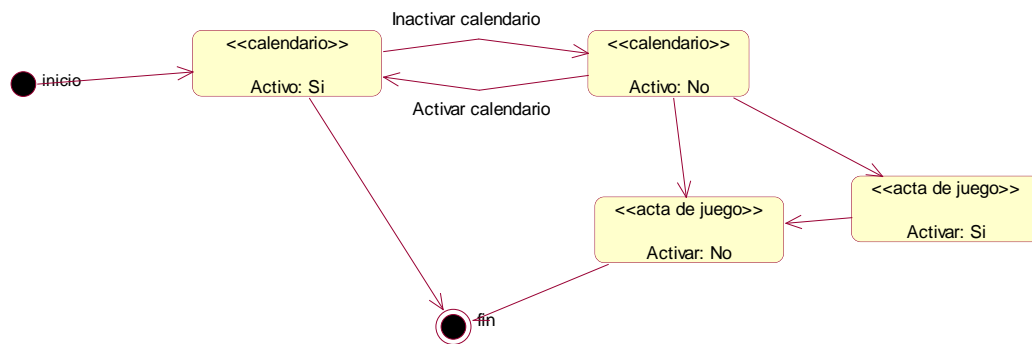 Inactivar calendario
<<calendario>>
Activo: Si
<<calendario>>
Activo: No
inicio
Activar calendario
<<acta de juego>>
Activar: No
<<acta de juego>>
Activar: Si
fin